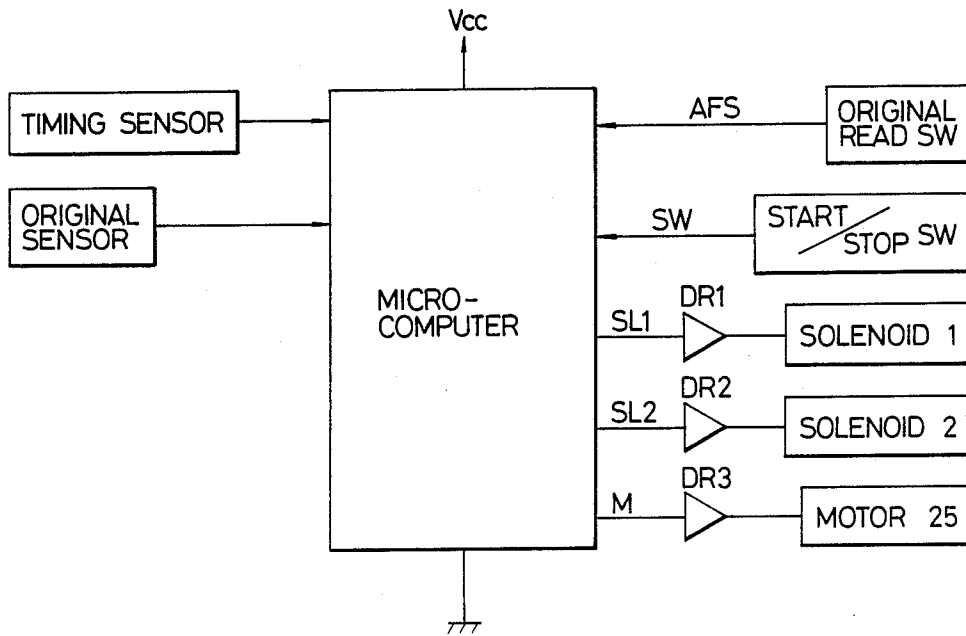 Vcc
TIMING SENSOR
ORIGINAL
SENSOR
MICRO-
COMPUTER
AFS
ORIGINAL
READ SW
SW
START/STOP SW
SL1
DR1
SOLENOID 1
SL2
DR2
SOLENOID 2
M
DR3
MOTOR 25